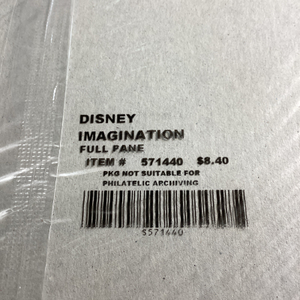 DISNEY
IMAGINATION
FULL PANE
ITEM # 571440 $8.40
PKG NOT SUITABLE FOR
PHILATELIC ARCHIVING
S571440